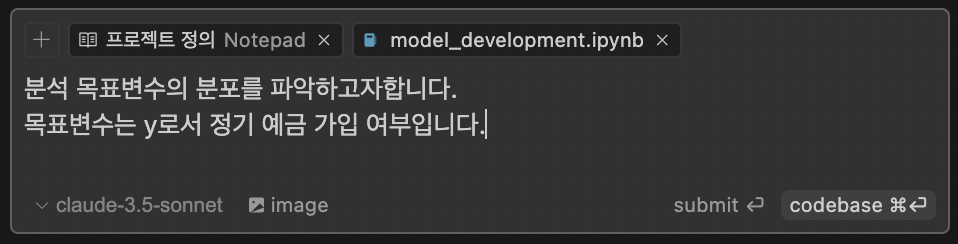 프로젝트 정의 Notepad × model_development.ipynb ×
분석 목표변수의 분포를 파악하고자합니다.
목표변수는 y로서 정기 예금 가입 여부입니다.
claude-3.5-sonnet image submit ⏎ codebase ⌘⏎